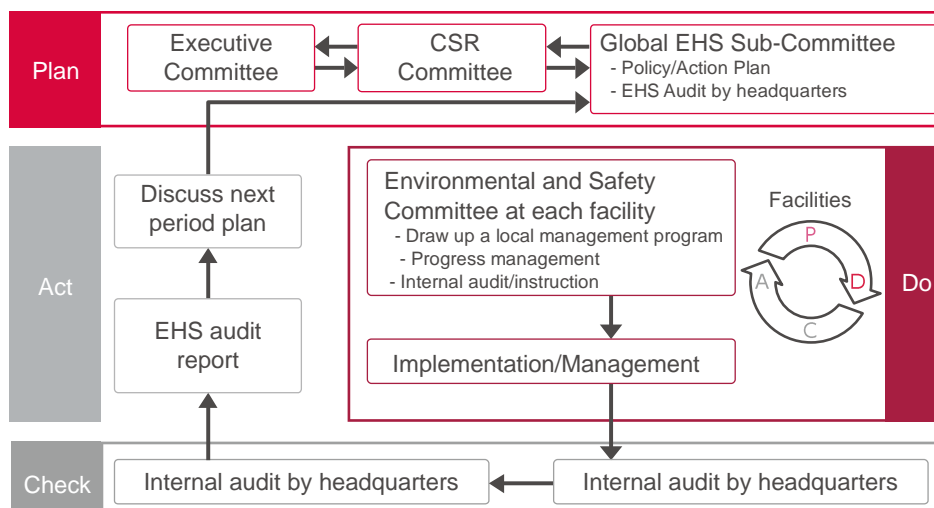 Plan
Executive
Committee
CSR
Committee
Global EHS Sub-Committee
- Policy/Action Plan
- EHS Audit by headquarters
Act
Discuss next
period plan
EHS audit
report
Environmental and Safety
Committee at each facility
- Draw up a local management program
- Progress management
- Internal audit/instruction
Implementation/Management
Facilities
P
D
C
A
Do
Check
Internal audit by headquarters
Internal audit by headquarters